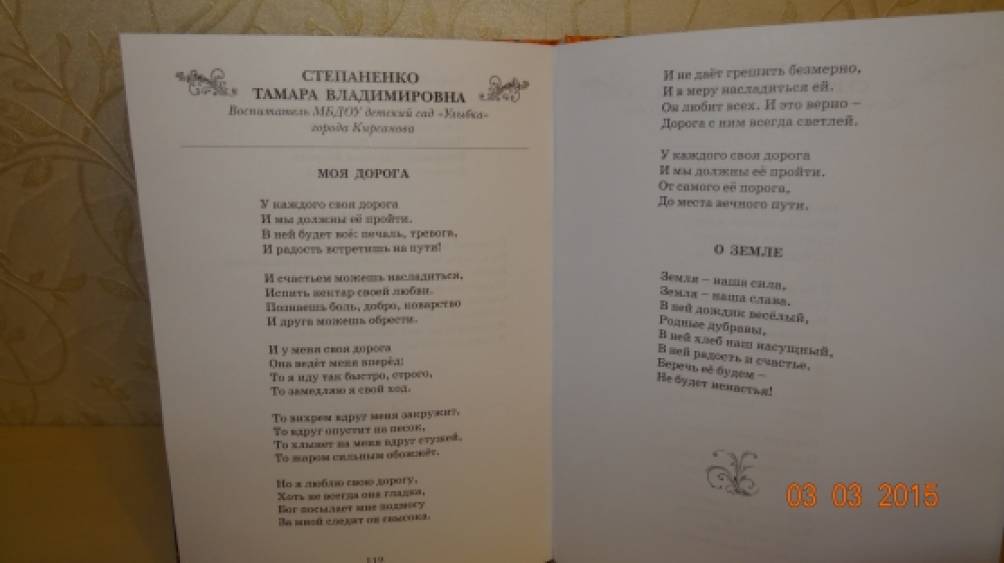 СТЕПАНЕНКО
ТАМАРА ВЛАДИМИРОВНА
Воспитатель МБДОУ детский сад «Улыбка»
города Кирсанова
МОЯ ДОРОГА
У каждого своя дорога
И мы должны её пройти.
В ней будет всё: печаль, тревога,
И радость встретишь на пути!
И счастьем можешь насладиться,
Испить нектар своей любви.
Познаешь боль, добро, коварство
И друга можешь обрести.
И у меня своя дорога
Она ведёт меня вперёд:
То я иду так быстро, строго,
То замедляю я свой ход.
То вихрем вдруг меня закружит,
То вдруг опустит на песок,
То хлынет на меня вдруг стужей,
То жаром сильным обожжёт.
Но я люблю свою дорогу,
Хоть не всегда она гладка,
Бог посылает мне подмогу
За мной следит он свысока.
И не даёт грешить безмерно,
И в меру насладиться ей.
Он любит всех. И это верно –
Дорога с ним всегда светлей.
У каждого своя дорога
И мы должны её пройти.
От самого её порога,
До места вечного пути.
О ЗЕМЛЕ
Земля – наша сила,
Земля – наша слава.
В ней дождик весёлый,
Родные дубравы,
В ней хлеб наш насущный,
В ней радость и счастье,
Беречь её будем –
Не будет ненастья!
03 03 2015